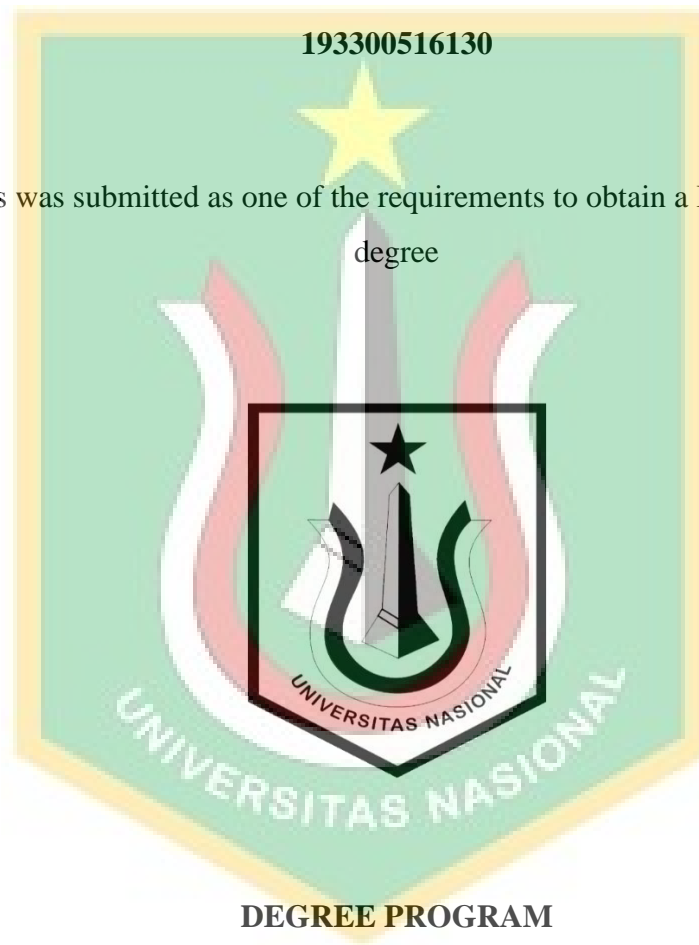 193300516130
s was submitted as one of the requirements to obtain a
degree
UNIVERSITAS NASIONAL
UNIVERSITAS NASIONAL
DEGREE PROGRAM